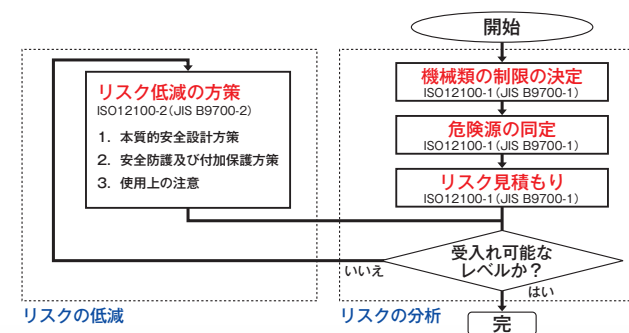 開始
機械類の制限の決定
ISO12100-1(JIS B9700-1)
危険源の同定
ISO12100-1(JIS B9700-1)
リスク見積もり
ISO12100-1(JIS B9700-1)
受入れ可能な
レベルか？
いいえ
はい
完
リスクの分析
リスク低減の方策
ISO12100-2(JIS B9700-2)
1. 本質的安全設計方策
2. 安全防護及び付加保護方策
3. 使用上の注意
リスクの低減